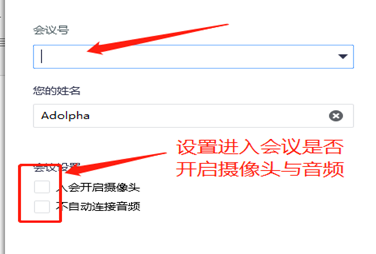 会议号
您的姓名
Adolpha
会议设置
入会开启摄像头
不自动连接音频
设置进入会议是否
开启摄像头与音频